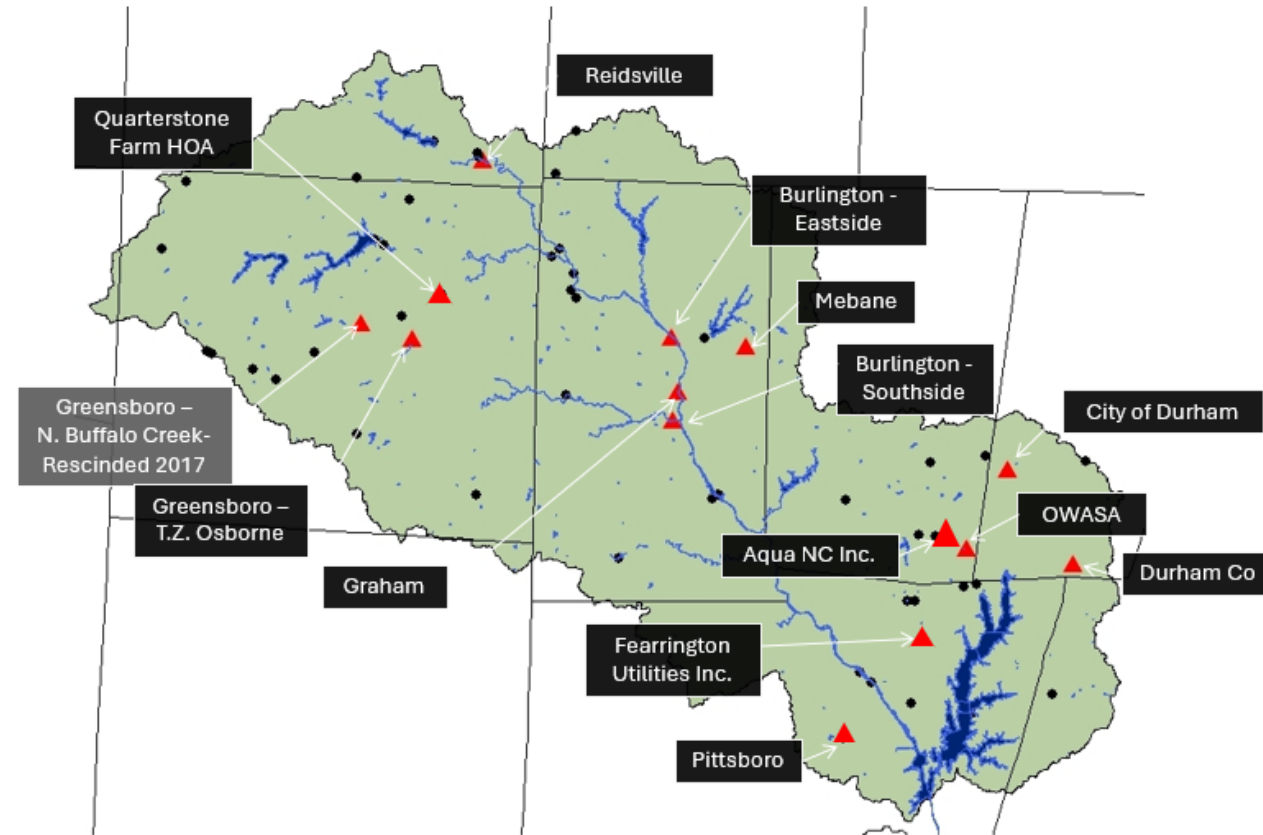 Reidsville
Quarterstone
Farm HOA
Burlington -
Eastside
Mebane
Burlington -
Southside
City of Durham
Greensboro –
N. Buffalo Creek-
Rescinded 2017
Greensboro –
T.Z. Osborne
OWASA
Aqua NC Inc.
Durham Co
Graham
Fearrington
Utilities Inc.
Pittsboro